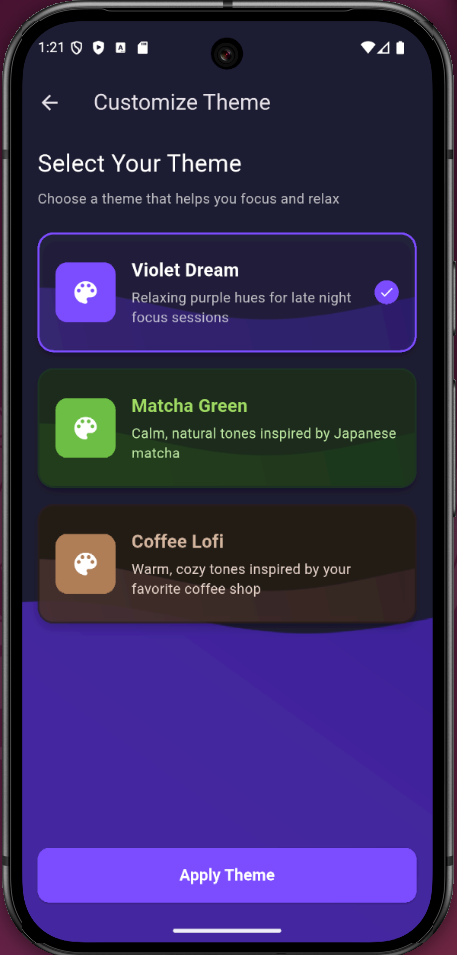 1:21
Customize Theme
Select Your Theme
Choose a theme that helps you focus and relax
Violet Dream
Relaxing purple hues for late night
focus sessions
Matcha Green
Calm, natural tones inspired by Japanese
matcha
Coffee Lofi
Warm, cozy tones inspired by your
favorite coffee shop
Apply Theme